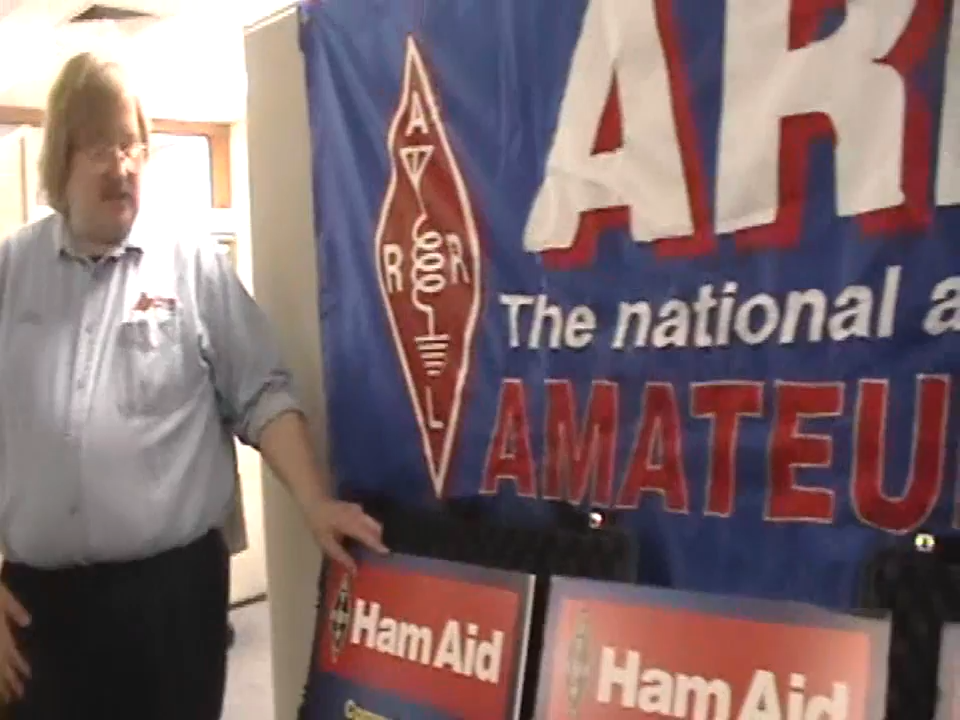 A
R R
L
AR
The national a
AMATEU
Ham Aid
Ham Aid